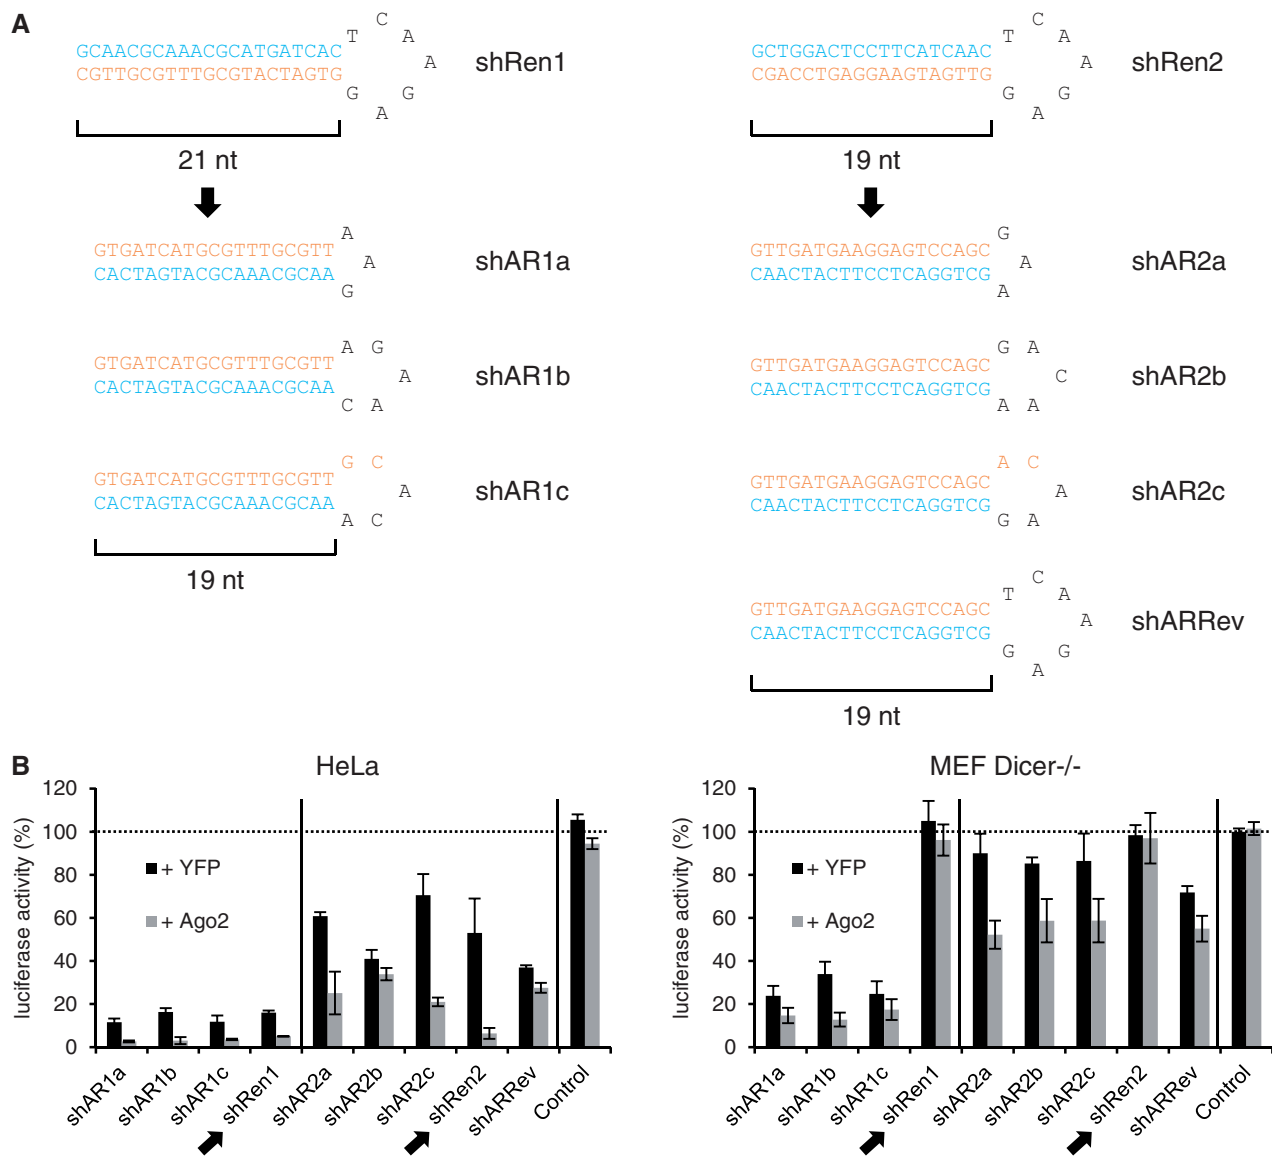 A
GCAACGCAAACGCATGATCAC
CGTTGCGTTTGCGTACTAGTG
T C A A G A G
shRen1
21 nt
GCTGGACTCCTTCATCAAC
CGACCTGAGGAAGTAGTTG
T C A A G A G
shRen2
19 nt
GTGATCATGCGTTTGCGTT
CACTAGTACGCAAACGCAA
A A G
shAR1a
GTGATCATGCGTTTGCGTT
CACTAGTACGCAAACGCAA
A G A A C
shAR1b
GTGATCATGCGTTTGCGTT
CACTAGTACGCAAACGCAA
G C A C A
shAR1c
19 nt
GTTGATGAAGGAGTCCAGC
CAACTACTTCCTCAGGTCG
G A A
shAR2a
GTTGATGAAGGAGTCCAGC
CAACTACTTCCTCAGGTCG
G A C A A
shAR2b
GTTGATGAAGGAGTCCAGC
CAACTACTTCCTCAGGTCG
A C A A G
shAR2c
GTTGATGAAGGAGTCCAGC
CAACTACTTCCTCAGGTCG
T C A A G A G
shARRev
19 nt
B
HeLa
luciferase activity (%)
120
100
80
60
40
20
0
+ YFP
+ Ago2
shAR1a
shAR1b
shAR1c
shRen1
shAR2a
shAR2b
shAR2c
shRen2
shARRev
Control
MEF Dicer-/-
luciferase activity (%)
120
100
80
60
40
20
0
+ YFP
+ Ago2
shAR1a
shAR1b
shAR1c
shRen1
shAR2a
shAR2b
shAR2c
shRen2
shARRev
Control